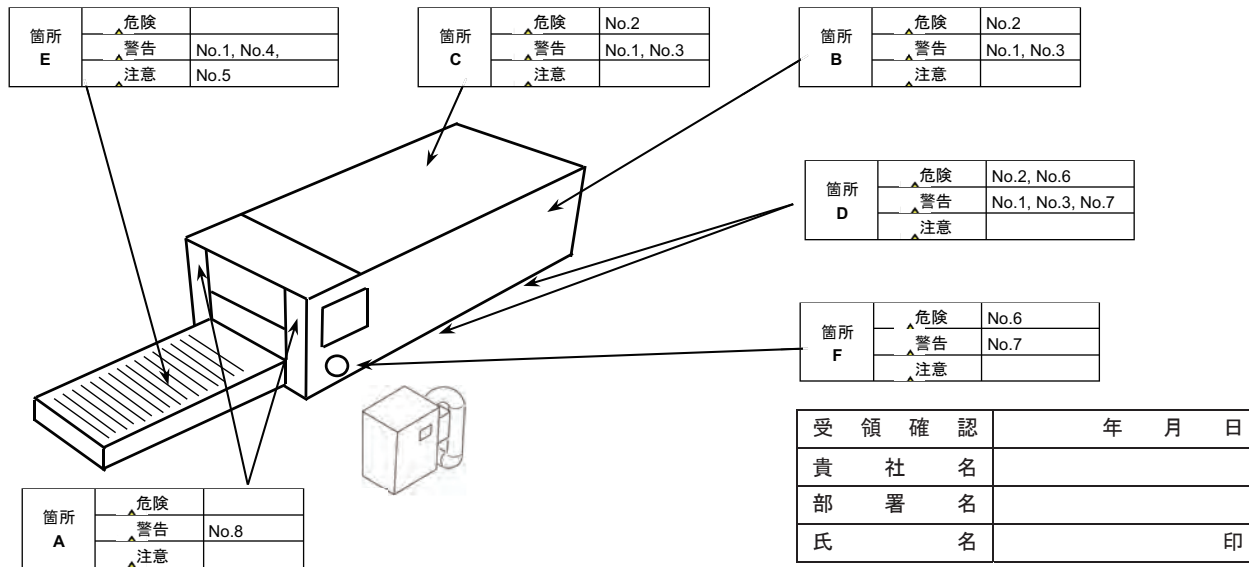 箇所 E
危険
警告 No.1, No.4,
注意 No.5
箇所 C
危険 No.2
警告 No.1, No.3
注意
箇所 B
危険 No.2
警告 No.1, No.3
注意
箇所 D
危険 No.2, No.6
警告 No.1, No.3, No.7
注意
箇所 F
危険 No.6
警告 No.7
注意
箇所 A
危険
警告 No.8
注意
受領確認 年 月 日
貴社名
部署名
氏名 印